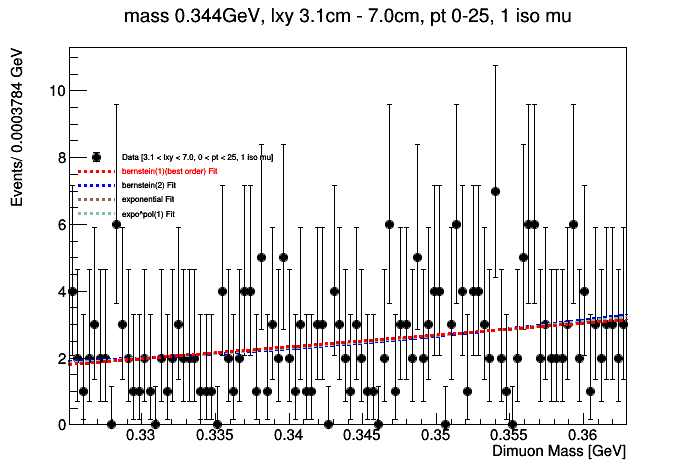 mass 0.344GeV, lxy 3.1cm - 7.0cm, pt 0-25, 1 iso mu
Events/ 0.0003784 GeV
10
8
6
4
2
0
Data [3.1 < lxy < 7.0, 0 < pt < 25, 1 iso mu]
bernstein(1)(best order) Fit
bernstein(2) Fit
exponential Fit
expo*pol(1) Fit
0.33 0.335 0.34 0.345 0.35 0.355 0.36
Dimuon Mass [GeV]